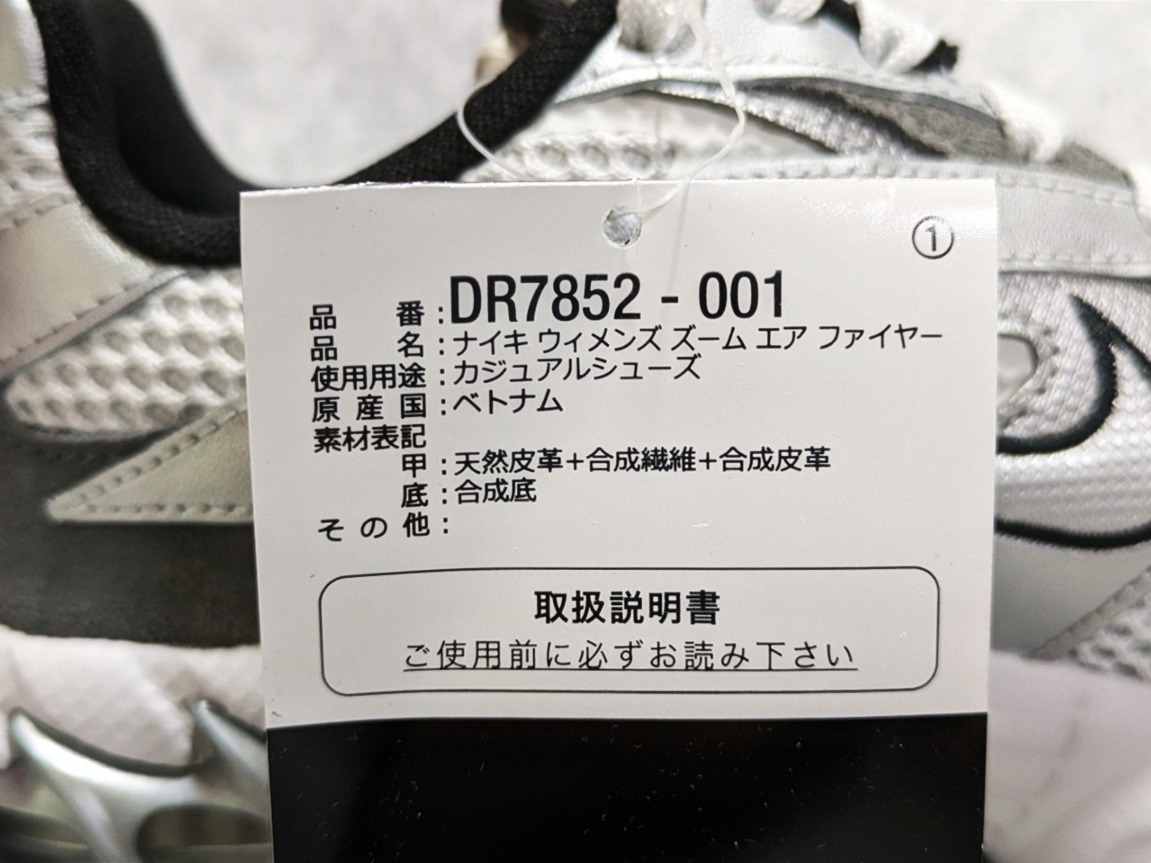 ①
品 番:DR7852-001
品 名:ナイキ ウィメンズ ズーム エア ファイヤー
使用用途:カジュアルシューズ
原産国:ベトナム
素材表記
甲:天然皮革+合成繊維+合成皮革
底:合成底
その他:
取扱説明書
ご使用前に必ずお読み下さい